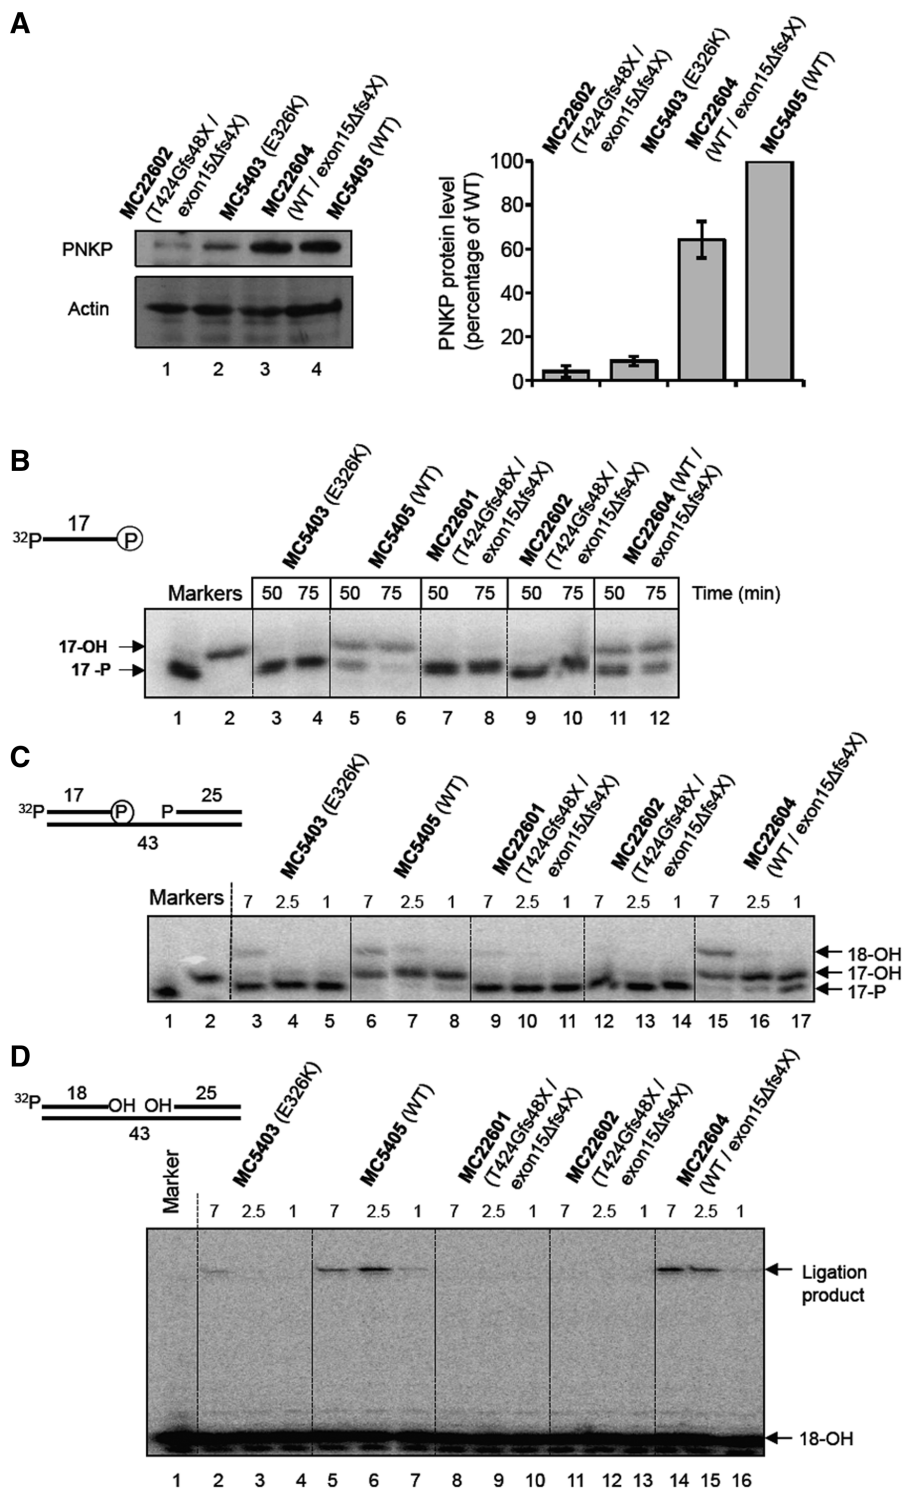 A
MC22602
(T424Gfs48X /
exon15Δfs4X)
MC5403 (E326K)
MC22604
(WT / exon15Δfs4X)
MC5405 (WT)
PNKP
Actin
1 2 3 4
MC22602
(T424Gfs48X /
exon15Δfs4X)
MC5403 (E326K)
MC22604
(WT / exon15Δfs4X)
MC5405 (WT)
PNKP protein level
(percentage of WT)
100
80
60
40
20
0
B
32P 17 P
MC5403 (E326K)
MC5405 (WT)
MC22601
(T424Gfs48X /
exon15Δfs4X)
MC22602
(T424Gfs48X /
exon15Δfs4X)
MC22604 (WT /
exon15Δfs4X)
Markers 50 75 50 75 50 75 50 75 50 75 Time (min)
17-OH
17 -P
1 2 3 4 5 6 7 8 9 10 11 12
C
32P 17 P P 25
43
MC5403 (E326K)
MC5405 (WT)
MC22601
(T424Gfs48X /
exon15Δfs4X)
MC22602
(T424Gfs48X /
exon15Δfs4X)
MC22604
(WT / exon15Δfs4X)
Markers 7 2.5 1 7 2.5 1 7 2.5 1 7 2.5 1 7 2.5 1
18-OH
17-OH
17-P
1 2 3 4 5 6 7 8 9 10 11 12 13 14 15 16 17
D
32P 18 OH OH 25
43
MC5403 (E326K)
MC5405 (WT)
MC22601
(T424Gfs48X /
exon15Δfs4X)
MC22602
(T424Gfs48X /
exon15Δfs4X)
MC22604
(WT / exon15Δfs4X)
Marker
7 2.5 1 7 2.5 1 7 2.5 1 7 2.5 1 7 2.5 1
Ligation
product
18-OH
1 2 3 4 5 6 7 8 9 10 11 12 13 14 15 16